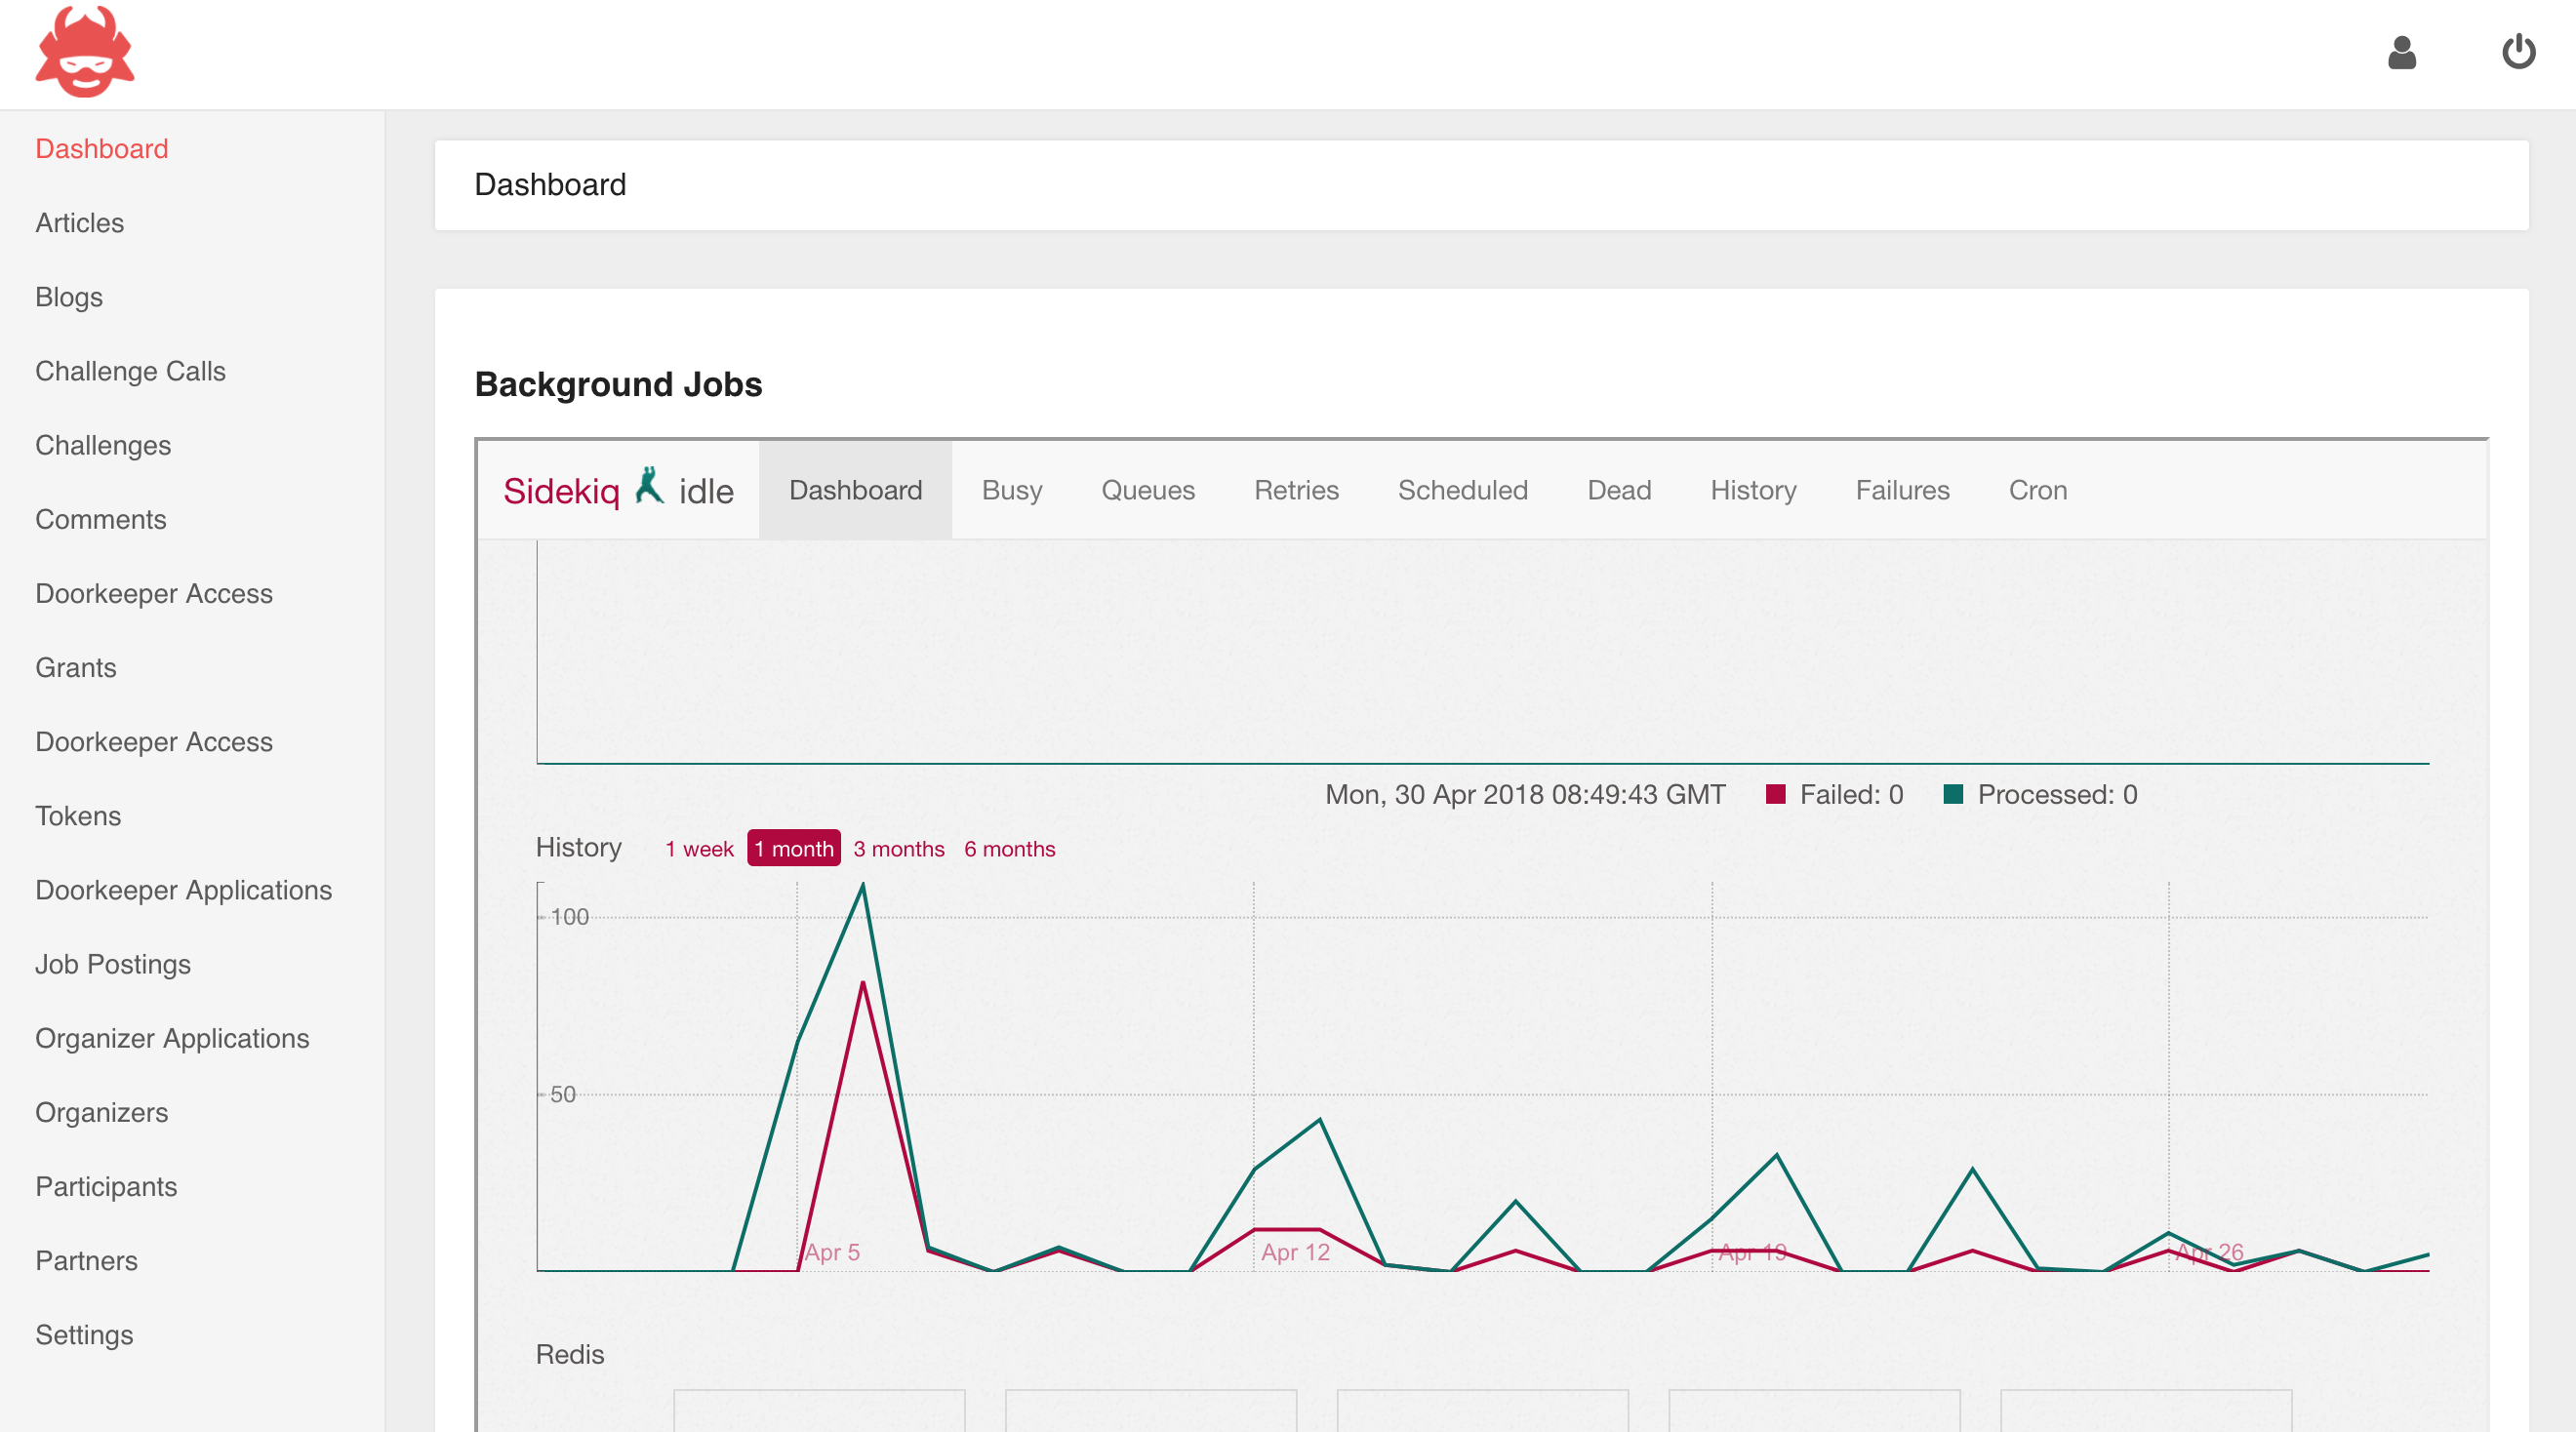 Dashboard
Articles
Blogs
Challenge Calls
Challenges
Comments
Doorkeeper Access
Grants
Doorkeeper Access
Tokens
Doorkeeper Applications
Job Postings
Organizer Applications
Organizers
Participants
Partners
Settings
Dashboard
Background Jobs
Sidekiq idle Dashboard Busy Queues Retries Scheduled Dead History Failures Cron
Mon, 30 Apr 2018 08:49:43 GMT Failed: 0 Processed: 0
History 1 week 1 month 3 months 6 months
100
50
Apr 5 Apr 12 Apr 19 Apr 26
Redis